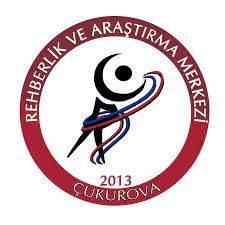 REHBERLİK VE ARAŞTIRMA MERKEZİ
2013
ÇUKUROVA